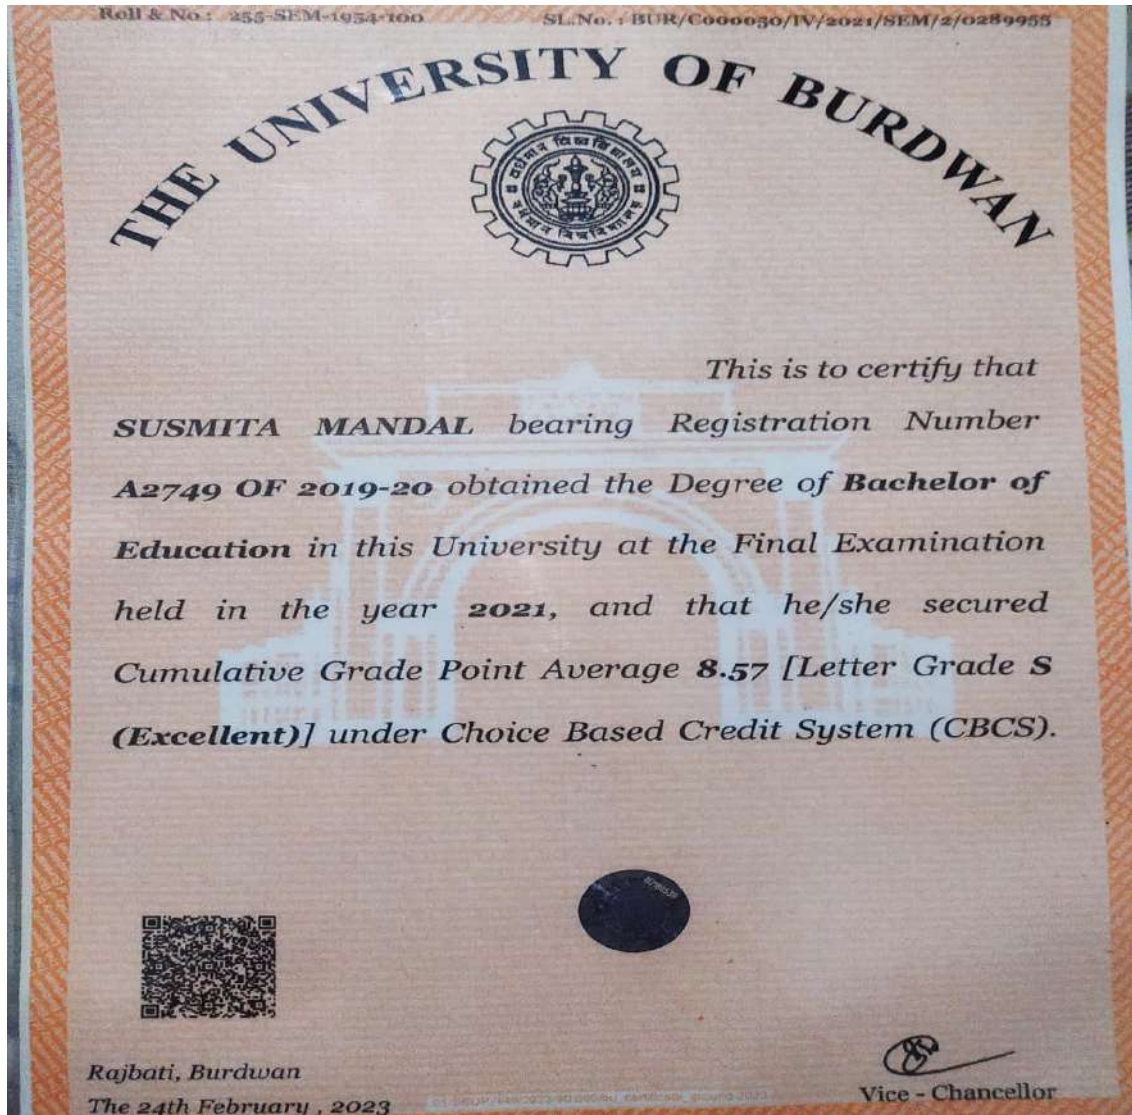 Roll & No : 255-SEM-1954-100 SL.No. : BUR/C000050/IV/2021/SEM/2/0289955
THE UNIVERSITY OF BURDWAN
This is to certify that
SUSMITA MANDAL bearing Registration Number
A2749 OF 2019-20 obtained the Degree of Bachelor of
Education in this University at the Final Examination
held in the year 2021, and that he/she secured
Cumulative Grade Point Average 8.57 [Letter Grade S
(Excellent)] under Choice Based Credit System (CBCS).
Rajbati, Burdwan
The 24th February , 2023
Vice - Chancellor